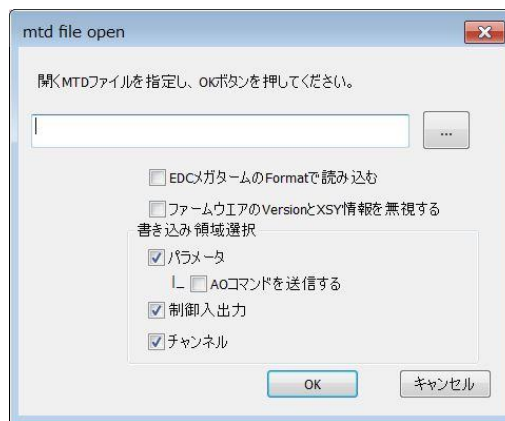 mtd file open
開くMTDファイルを指定し、OKボタンを押してください。
...
EDCメガタームのFormatで読み込む
ファームウエアのVersionとXSY情報を無視する
書き込み領域選択
パラメータ
AOコマンドを送信する
制御入出力
チャンネル
OK キャンセル